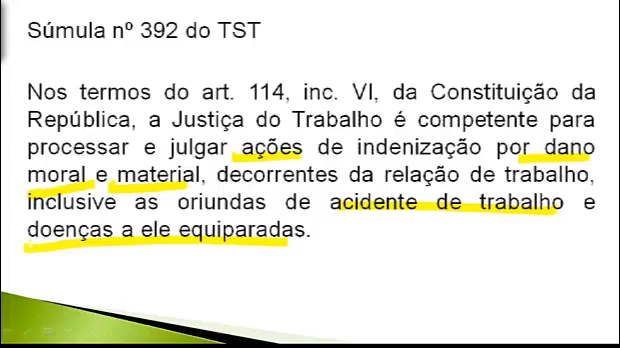 Súmula nº 392 do TST
Nos termos do art. 114, inc. VI, da Constituição da
República, a Justiça do Trabalho é competente para
processar e julgar ações de indenização por dano
moral e material, decorrentes da relação de trabalho,
inclusive as oriundas de acidente de trabalho e
doenças a ele equiparadas.